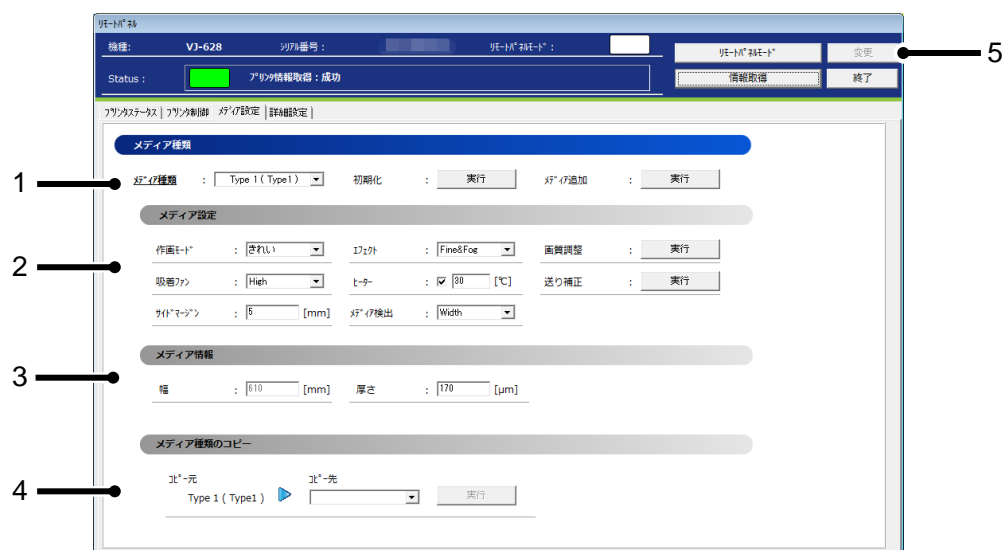 ﾘﾓｰﾄﾊﾟﾈﾙ
機種: VJ-628 ｼﾘｱﾙ番号 : ﾘﾓｰﾄﾊﾟﾈﾙﾓｰﾄﾞ : ﾘﾓｰﾄﾊﾟﾈﾙﾓｰﾄﾞ 変更 5
Status : ﾌﾟﾘﾝﾀ情報取得 : 成功 情報取得 終了
ﾌﾟﾘﾝﾀｽﾃｰﾀｽ ﾌﾟﾘﾝﾀ制御 ﾒﾃﾞｨｱ設定 詳細設定
メディア種類
1 ﾒﾃﾞｨｱ種類 : Type 1 ( Type1 ) 初期化 : 実行 ﾒﾃﾞｨｱ追加 : 実行
メディア設定
作画ﾓｰﾄﾞ : きれい ｴﾌｪｸﾄ : Fine&Fog 画質調整 : 実行
2
吸着ﾌｧﾝ : High ﾋｰﾀｰ : 30 [℃] 送り補正 : 実行
ｻｲﾄﾞﾏｰｼﾞﾝ : 5 [mm] ﾒﾃﾞｨｱ検出 : Width
メディア情報
3
幅 : 610 [mm] 厚さ : 170 [μm]
メディア種類のコピー
ｺﾋﾟｰ元 ｺﾋﾟｰ先
4 Type 1 ( Type1 ) 実行